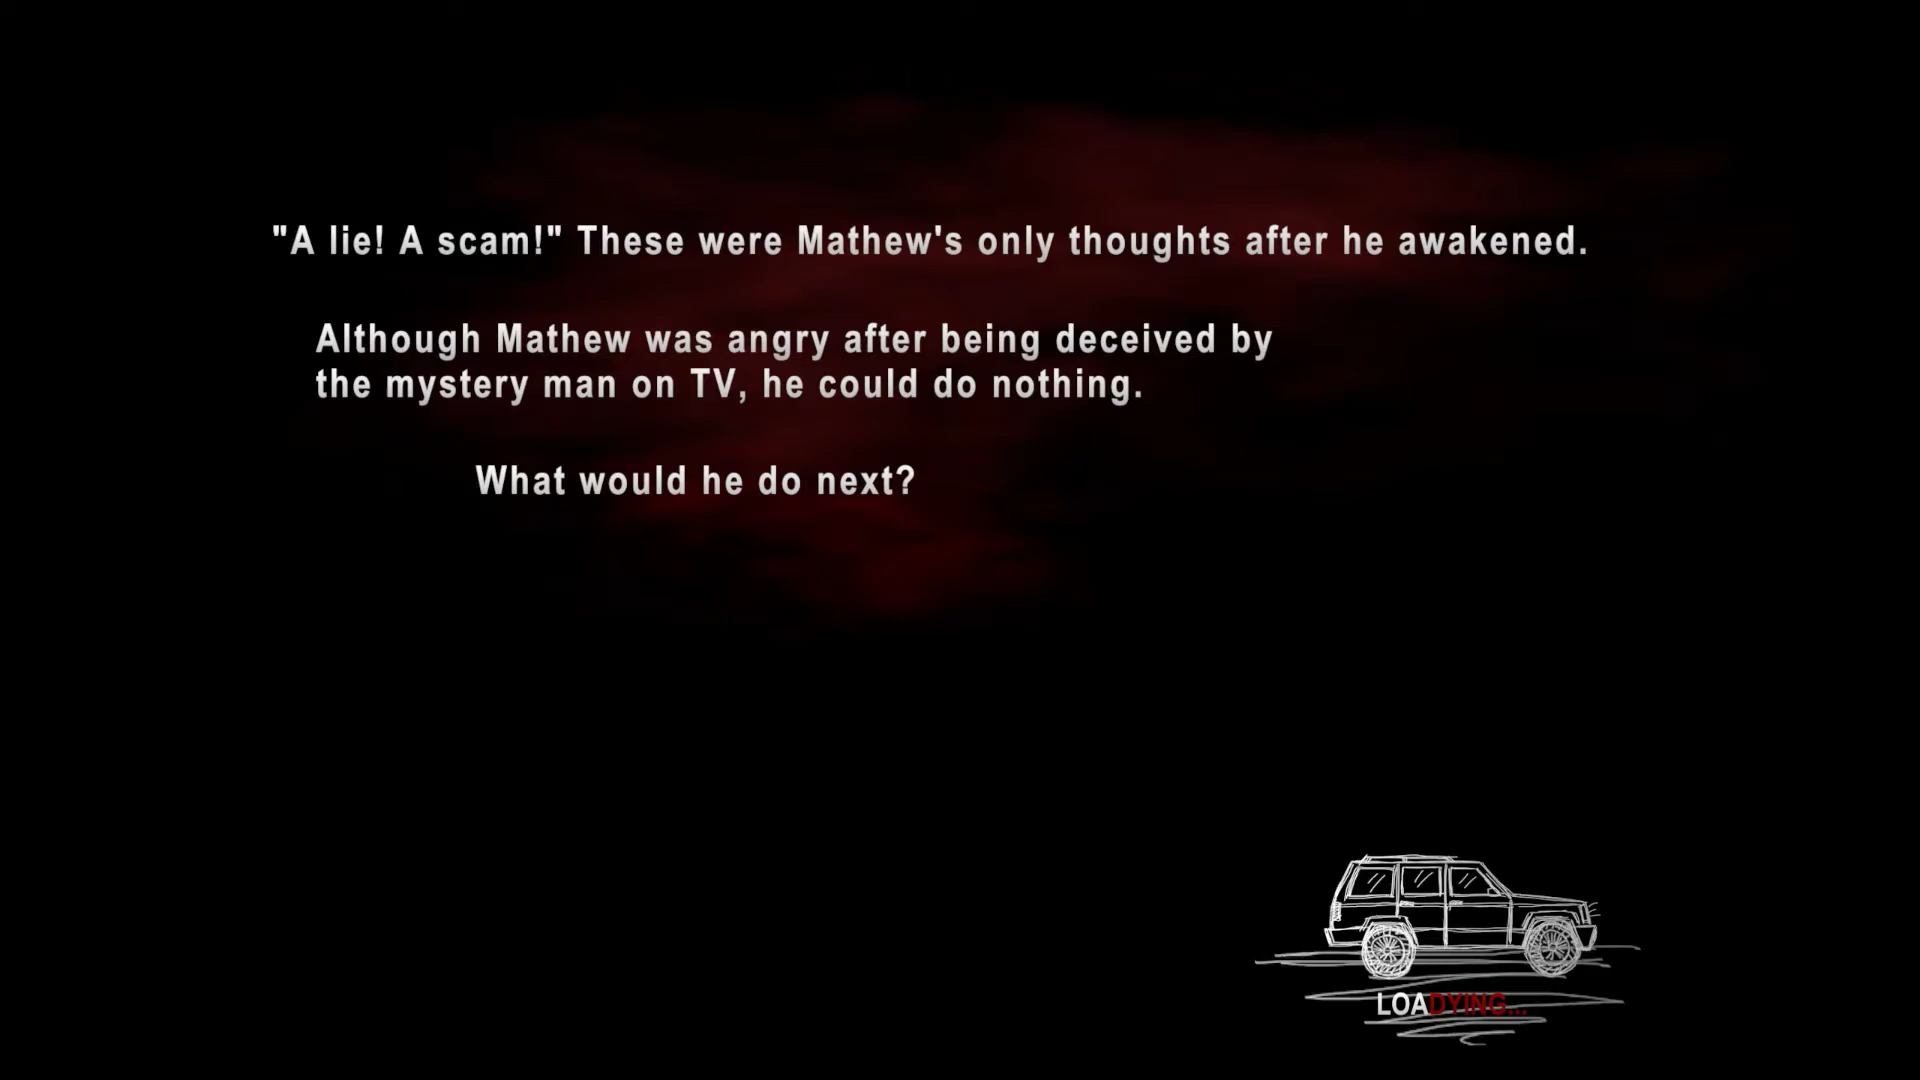 "A lie! A scam!" These were Mathew's only thoughts after he awakened.
Although Mathew was angry after being deceived by
the mystery man on TV, he could do nothing.
What would he do next?
LOADYING...